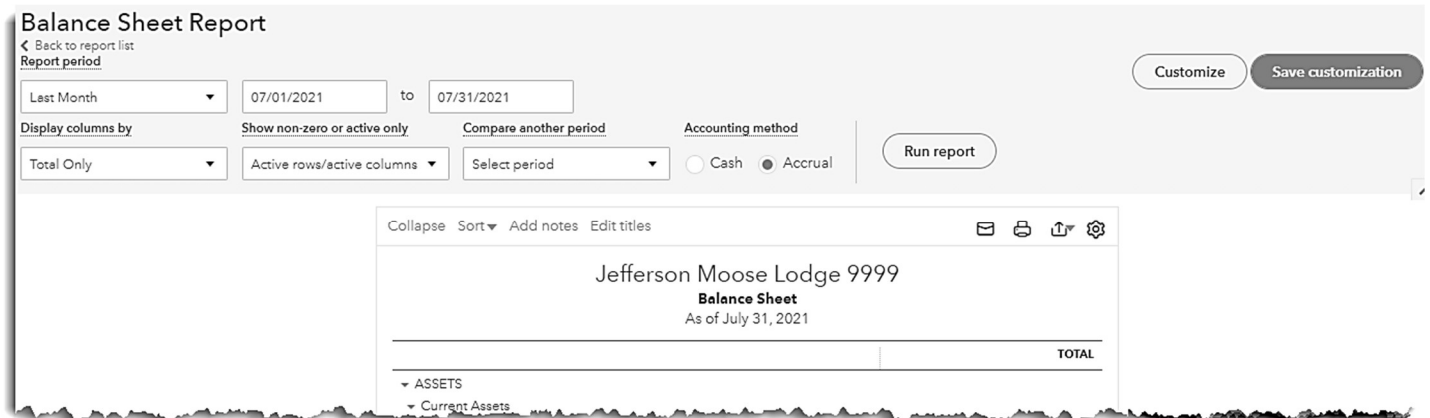 Balance Sheet Report
Back to report list
Report period
Customize Save customization
Last Month 07/01/2021 to 07/31/2021
Display columns by Show non-zero or active only Compare another period Accounting method
Total Only Active rows/active columns Select period Cash Accrual Run report
Collapse Sort Add notes Edit titles
Jefferson Moose Lodge 9999
Balance Sheet
As of July 31, 2021
TOTAL
ASSETS
Current Assets